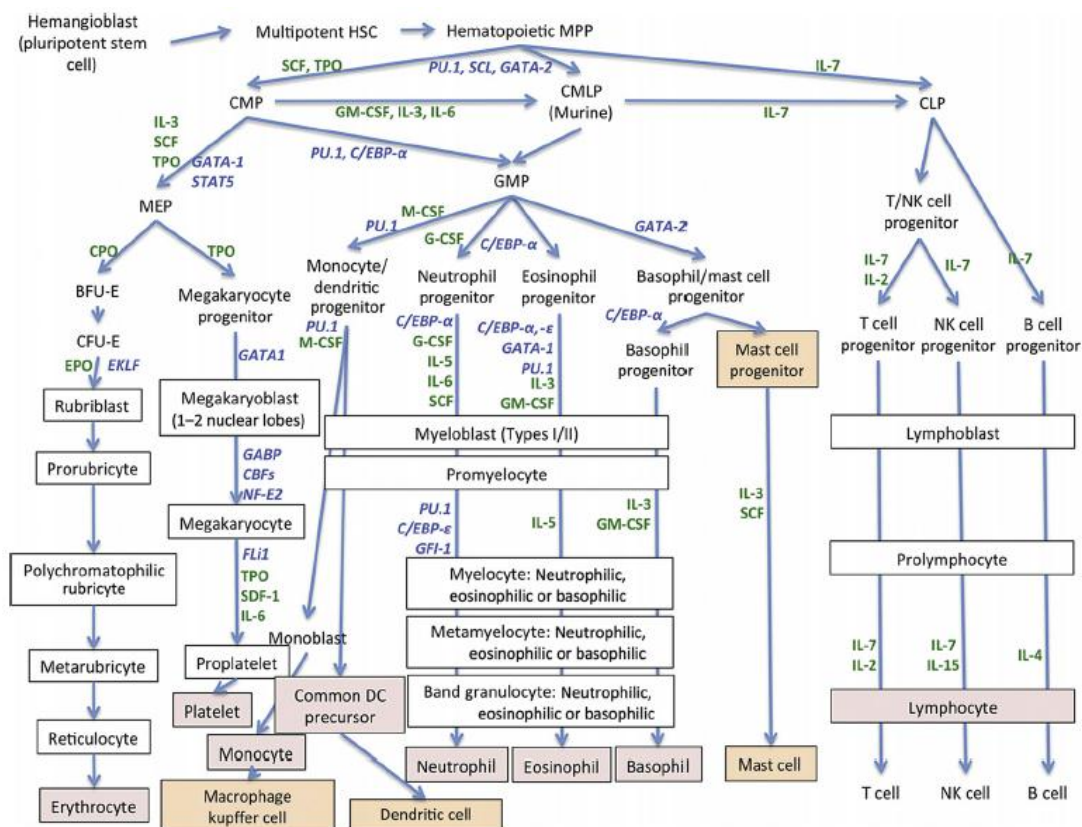 Hemangioblast
(pluripotent stem
cell)
Multipotent HSC
Hematopoietic MPP
SCF, TPO
PU.1, SCL, GATA-2
IL-7
CMP
GM-CSF, IL-3, IL-6
CMLP
(Murine)
IL-7
CLP
IL-3
SCF
TPO
GATA-1
STAT5
PU.1, C/EBP-α
GMP
T/NK cell
progenitor
MEP
M-CSF
PU.1
G-CSF
C/EBP-α
GATA-2
CPO
TPO
IL-7
IL-2
IL-7
IL-7
BFU-E
Megakaryocyte
progenitor
Monocyte/
dendritic
progenitor
Neutrophil
progenitor
Eosinophil
progenitor
Basophil/mast cell
progenitor
T cell
progenitor
NK cell
progenitor
B cell
progenitor
CFU-E
GATA1
PU.1
M-CSF
C/EBP-α
G-CSF
IL-5
IL-6
SCF
C/EBP-α,-ε
GATA-1
PU.1
IL-3
GM-CSF
C/EBP-α
Basophil
progenitor
Mast cell
progenitor
EPO
EKLF
Rubriblast
Megakaryoblast
(1–2 nuclear lobes)
Myeloblast (Types I/II)
Lymphoblast
Prorubricyte
GABP
CBFs
NF-E2
Promyelocyte
Megakaryocyte
PU.1
C/EBP-ε
GFI-1
IL-5
IL-3
GM-CSF
IL-3
SCF
Polychromatophilic
rubricyte
FLi1
TPO
SDF-1
IL-6
Myelocyte: Neutrophilic,
eosinophilic or basophilic
Prolymphocyte
Monoblast
Metamyelocyte: Neutrophilic,
eosinophilic or basophilic
Metarubricyte
Proplatelet
IL-7
IL-2
IL-7
IL-15
IL-4
Platelet
Common DC
precursor
Band granulocyte: Neutrophilic,
eosinophilic or basophilic
Lymphocyte
Reticulocyte
Monocyte
Neutrophil
Eosinophil
Basophil
Mast cell
Erythrocyte
Macrophage
kupffer cell
Dendritic cell
T cell
NK cell
B cell